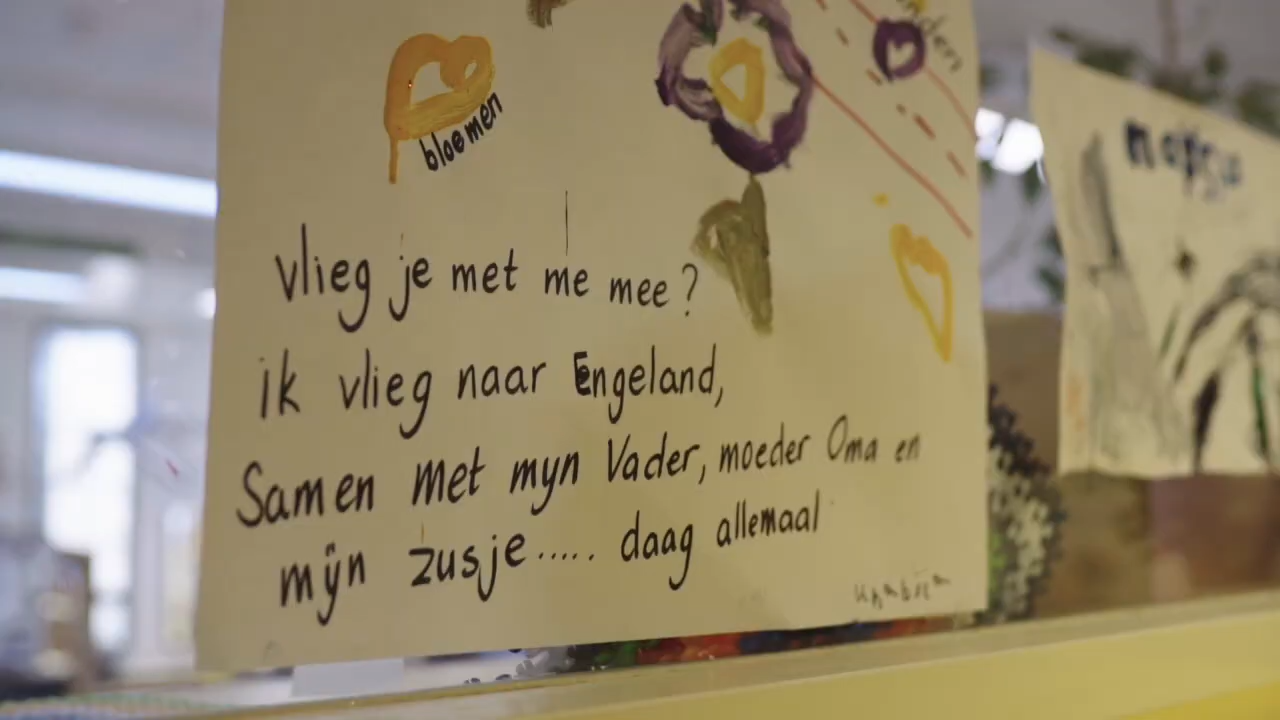 bloemen
vlieg je met me mee?
ik vlieg naar Engeland,
Samen met myn Vader, moeder Oma en
mijn zusje..... daag allemaal